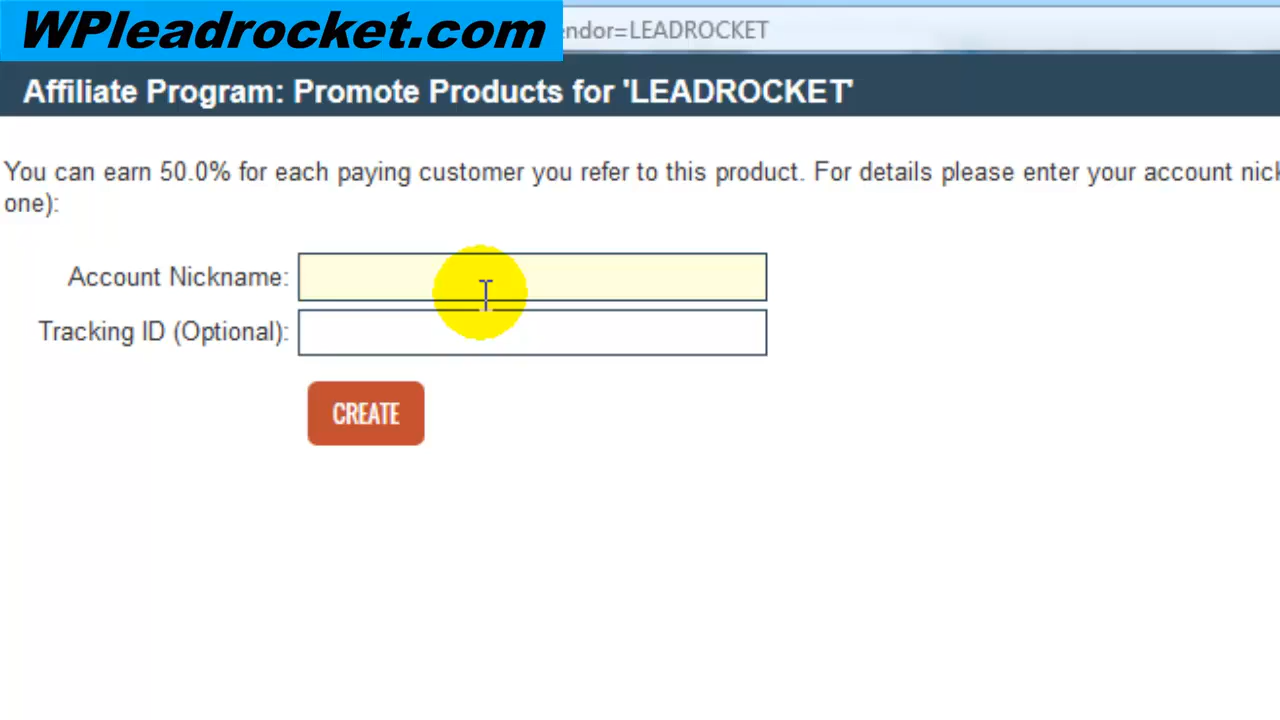 WPleadrocket.com
endor=LEADROCKET
Affiliate Program: Promote Products for 'LEADROCKET'
You can earn 50.0% for each paying customer you refer to this product. For details please enter your account nick
one):
Account Nickname:
Tracking ID (Optional):
CREATE